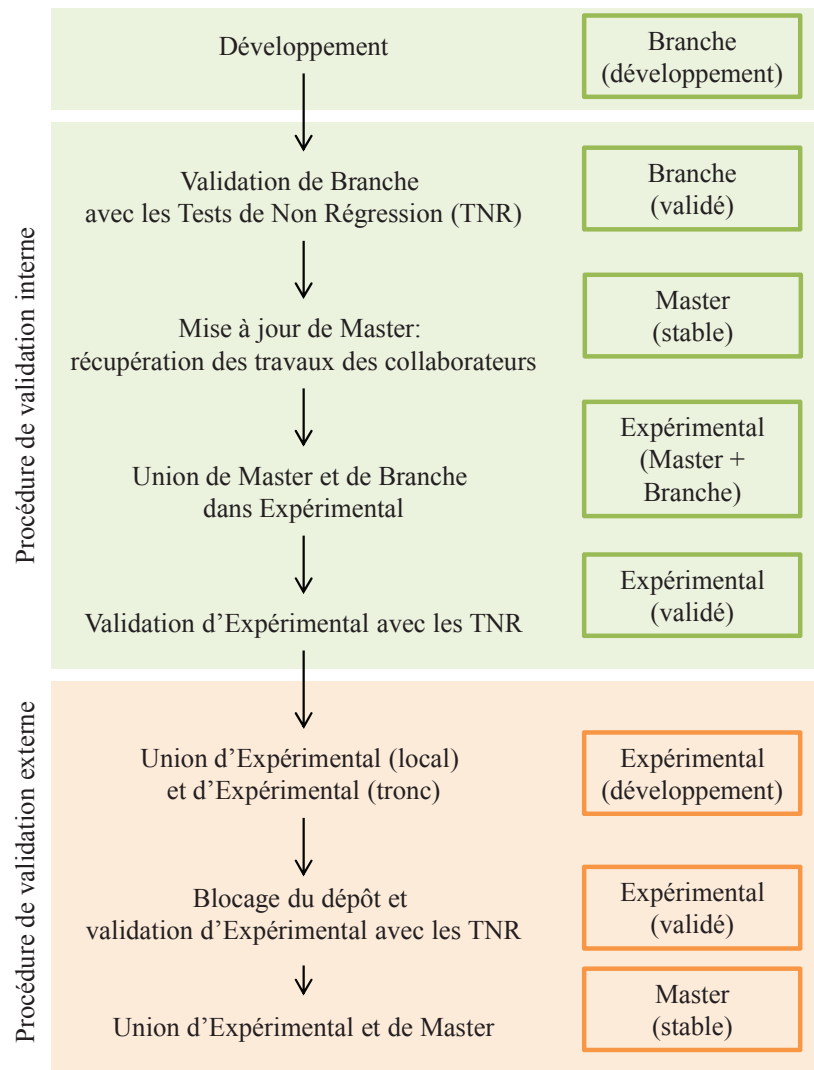 Développement
Branche
(développement)
Procédure de validation interne
Validation de Branche
avec les Tests de Non Régression (TNR)
Branche
(validé)
Mise à jour de Master:
récupération des travaux des collaborateurs
Master
(stable)
Union de Master et de Branche
dans Expérimental
Expérimental
(Master +
Branche)
Validation d’Expérimental avec les TNR
Expérimental
(validé)
Procédure de validation externe
Union d’Expérimental (local)
et d’Expérimental (tronc)
Expérimental
(développement)
Blocage du dépôt et
validation d’Expérimental avec les TNR
Expérimental
(validé)
Union d’Expérimental et de Master
Master
(stable)